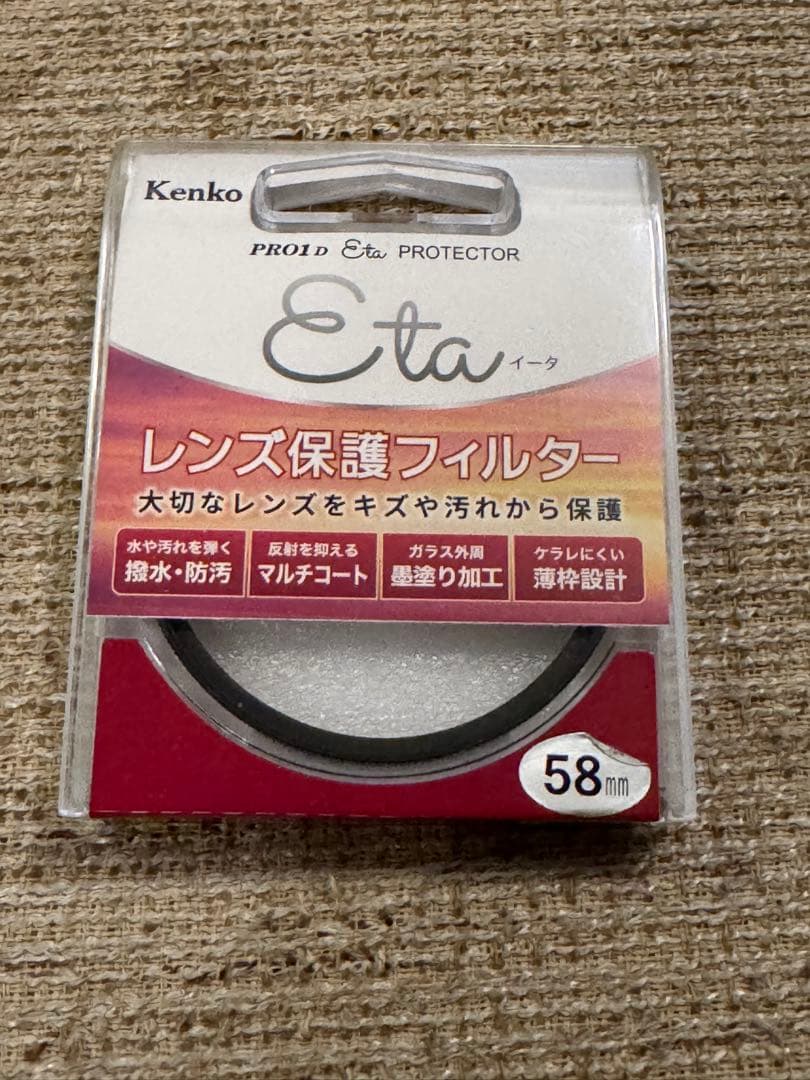 Kenko
PRO1D Eta PROTECTOR
Eta イータ
レンズ保護フィルター
大切なレンズをキズや汚れから保護
水や汚れを弾く
撥水・防汚
反射を抑える
マルチコート
ガラス外周
墨塗り加工
ケラレにくい
薄枠設計
58mm